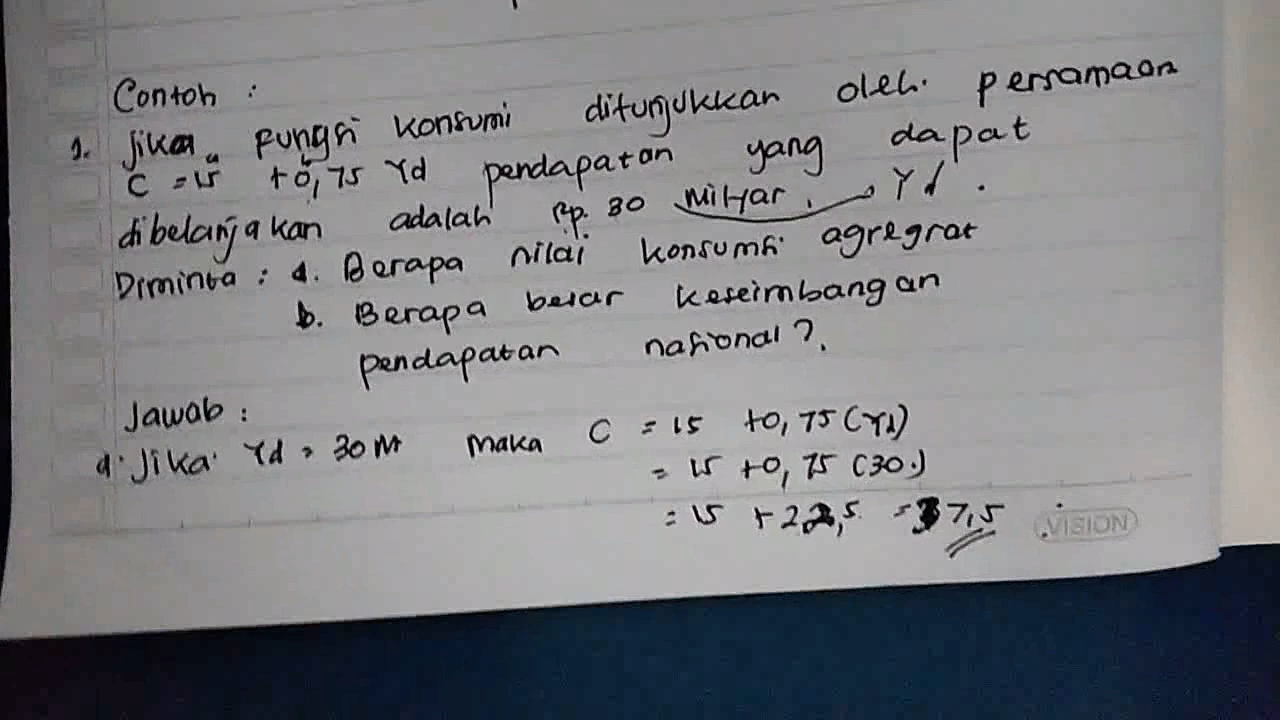 Contoh :
1. Jika fungsi konsumi ditunjukkan oleh persamaan
a b
C = 15 + 0,75 Yd pendapatan yang dapat
dibelanjakan adalah Rp. 30 milyar. Yd.
Diminta : a. Berapa nilai konsumsi agregrat
b. Berapa besar keseimbangan
pendapatan nasional?.
Jawab :
a. Jika Yd = 30 M maka C = 15 +0,75 (Yd)
= 15 +0,75 (30.)
= 15 + 22,5 = 37,5
VISION